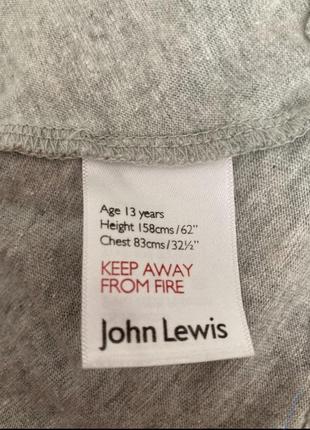 Age 13 years
Height 158cms/62"
Chest 83cms/32½"
KEEP AWAY
FROM FIRE
John Lewis